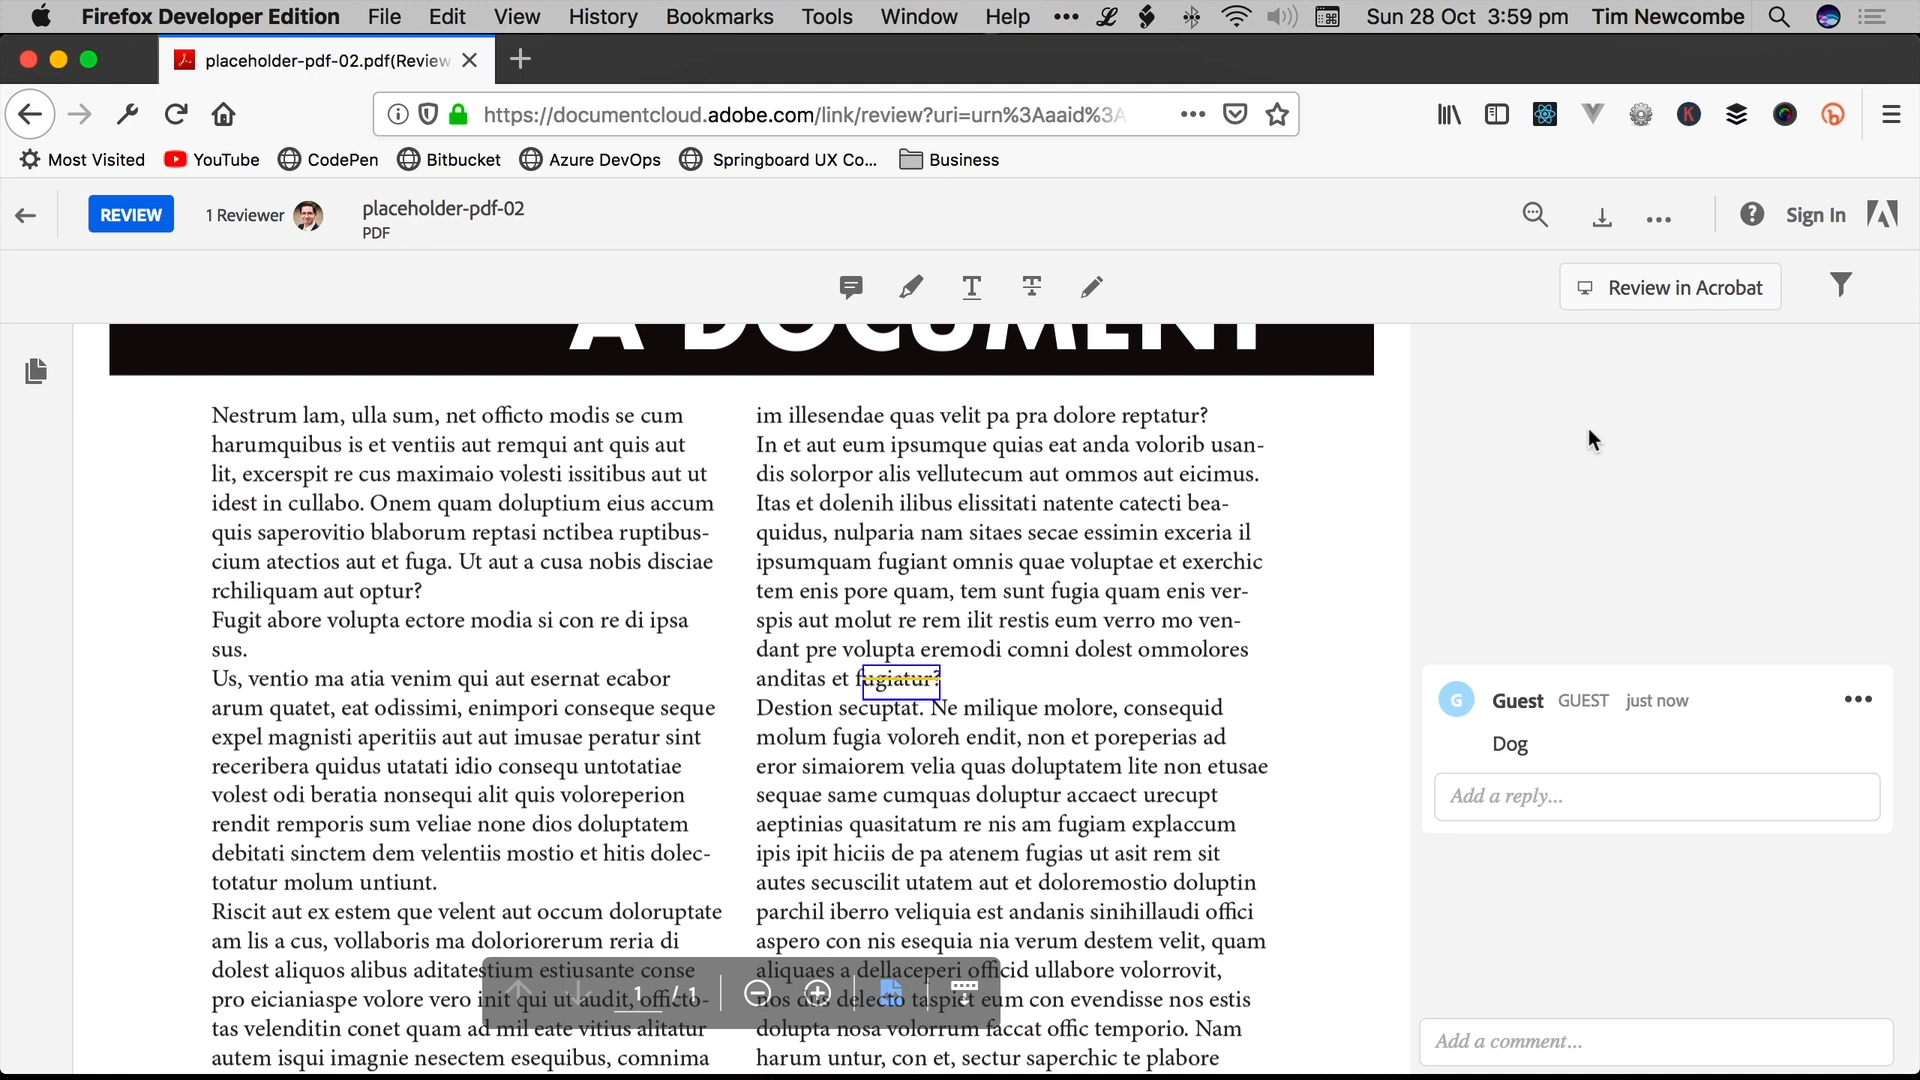 Firefox Developer Edition File Edit View History Bookmarks Tools Window Help Sun 28 Oct 3:59 pm Tim Newcombe
placeholder-pdf-02.pdf(Review
https://documentcloud.adobe.com/link/review?uri=urn%3Aaaid%3A
Most Visited YouTube CodePen Bitbucket Azure DevOps Springboard UX Co... Business
REVIEW 1 Reviewer placeholder-pdf-02
PDF
Sign In
Review in Acrobat
A DOCUMENT
Nestrum lam, ulla sum, net officto modis se cum
harumquibus is et ventiis aut remqui ant quis aut
lit, excerspit re cus maximaio volesti issitibus aut ut
idest in cullabo. Onem quam doluptium eius accum
quis saperovitio blaborum reptasi nctibea ruptibus-
cium atectios aut et fuga. Ut aut a cusa nobis disciae
rchiliquam aut optur?
Fugit abore volupta ectore modia si con re di ipsa
sus.
Us, ventio ma atia venim qui aut esernat ecabor
arum quatet, eat odissimi, enimpori conseque seque
expel magnisti aperitiis aut aut imusae peratur sint
receribera quidus utatati idio consequ untotatiae
volest odi beratia nonsequi alit quis voloreperion
rendit remporis sum veliae none dios doluptatem
debitati sinctem dem velentiis mostio et hitis dolec-
totatur molum untiunt.
Riscit aut ex estem que velent aut occum doloruptate
am lis a cus, vollaboris ma doloriorerum reria di
dolest aliquos alibus aditatestium estiusante conse
pro eicianiaspe volore vero init qui ut audit, officto-
tas velenditin conet quam ad mil eate vitius alitatur
autem isqui imagnie nesectem esequibus, comnima
im illesendae quas velit pa pra dolore reptatur?
In et aut eum ipsumque quias eat anda volorib usan-
dis solorpor alis vellutecum aut ommos aut eicimus.
Itas et dolenih ilibus elissitati natente catecti bea-
quidus, nulparia nam sitaes secae essimin exceria il
ipsumquam fugiant omnis quae voluptae et exerchic
tem enis pore quam, tem sunt fugia quam enis ver-
spis aut molut re rem ilit restis eum verro mo ven-
dant pre volupta eremodi comni dolest ommolores
anditas et fugiatur?
Destion secuptat. Ne milique molore, consequid
molum fugia voloreh endit, non et poreperias ad
eror simaiorem velia quas doluptatem lite non etusae
sequae same cumquas doluptur accaect urecupt
aeptinias quasitatum re nis am fugiam explaccum
ipis ipit hiciis de pa atenem fugias ut asit rem sit
autes secuscilit utatem aut et doloremostio doluptin
parchil iberro veliquia est andanis sinihillaudi offici
aspero con nis esequia nia verum destem velit, quam
aliquaes a dellaceperi officid ullabore volorrovit,
nos dis delecto taspiet eum con evendisse nos estis
dolupta nosa volorrum faccat offic temporio. Nam
harum untur, con et, sectur saperchic te plabore
1 / 1
G Guest GUEST just now
Dog
Add a reply...
Add a comment...